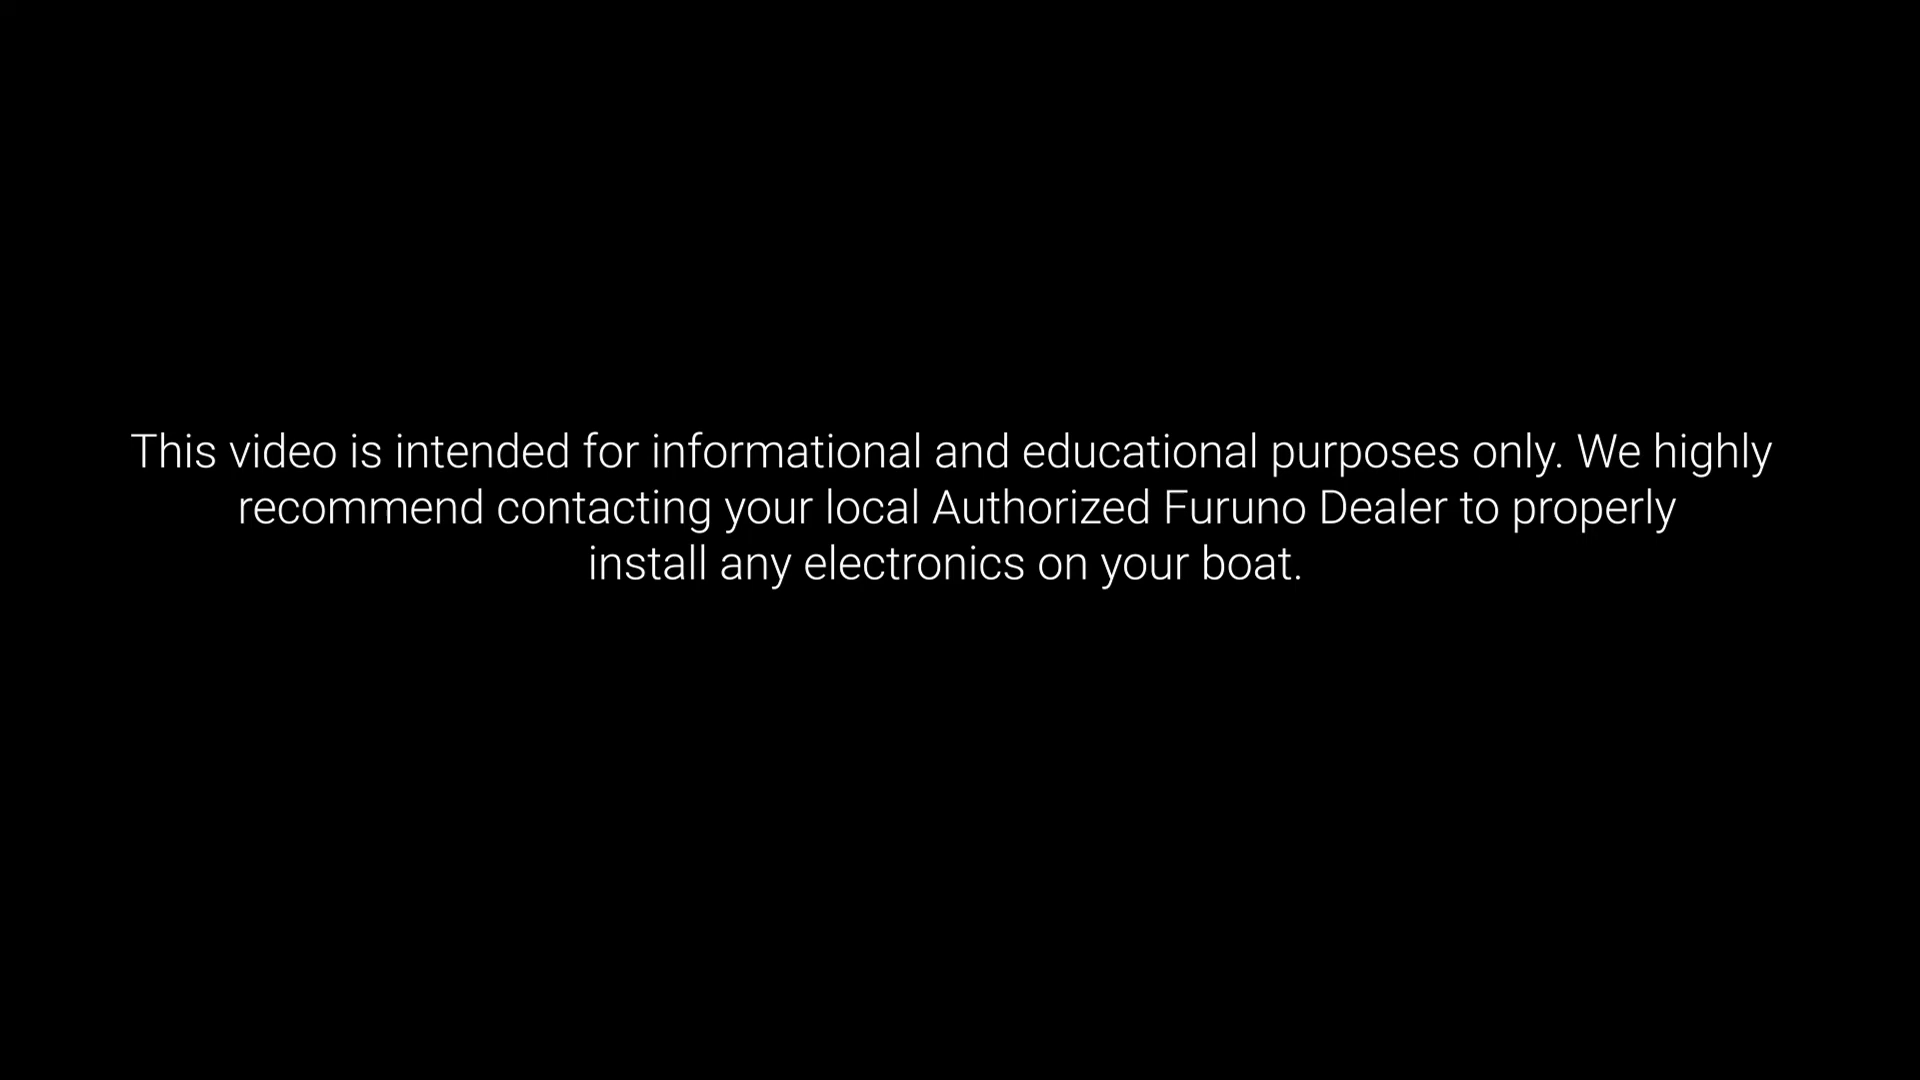 This video is intended for informational and educational purposes only. We highly
recommend contacting your local Authorized Furuno Dealer to properly
install any electronics on your boat.